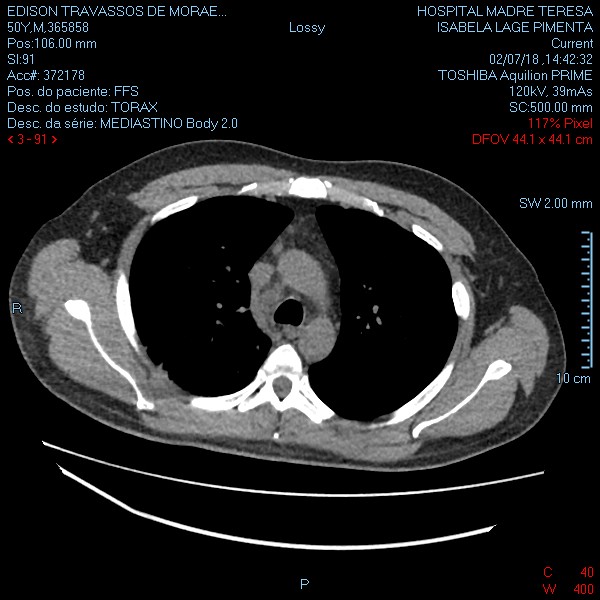 EDISON TRAVASSOS DE MORAE...
50Y,M,365858
Pos:106.00 mm
SI:91
Acc#: 372178
Pos. do paciente: FFS
Desc. do estudo: TORAX
Desc. da série: MEDIASTINO Body 2.0
< 3 - 91 >
Lossy
HOSPITAL MADRE TERESA
ISABELA LAGE PIMENTA
Current
02/07/18 ,14:42:32
TOSHIBA Aquilion PRIME
120kV, 39mAs
SC:500.00 mm
117% Pixel
DFOV 44.1 x 44.1 cm
SW 2.00 mm
R
10 cm
P
C 40
W 400